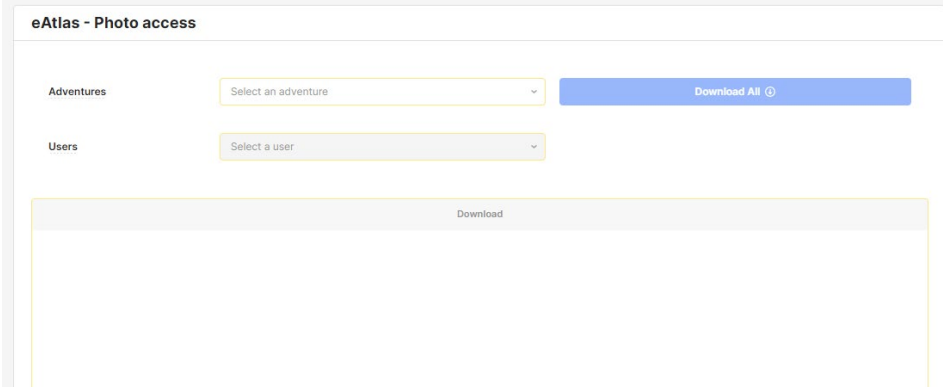 eAtlas - Photo access
Adventures Select an adventure Download All
Users Select a user
Download